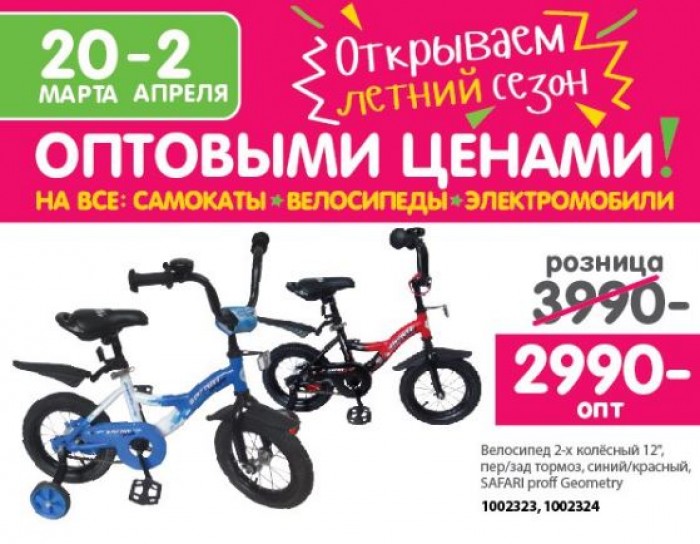 20-2
МАРТА АПРЕЛЯ
Открываем
летний сезон
ОПТОВЫМИ ЦЕНАМИ!
НА ВСЕ: САМОКАТЫ★ВЕЛОСИПЕДЫ★ЭЛЕКТРОМОБИЛИ
розница
3990-
2990-
опт
Велосипед 2-х колёсный 12",
пер/зад тормоз, синий/красный,
SAFARI proff Geometry
1002323, 1002324